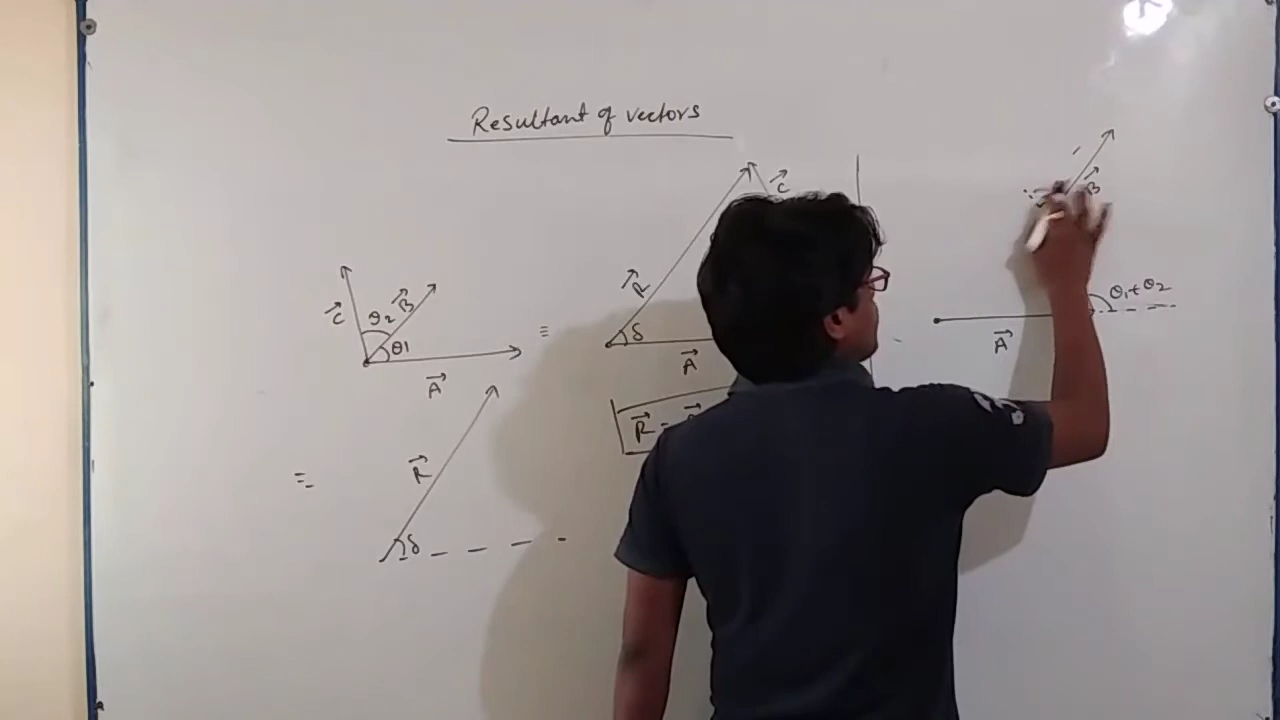 Resultant of vectors
C⃗
θ2
B⃗
θ1
A⃗
≡
R⃗
δ
A⃗
C⃗
R⃗ =
B⃗
θ1+θ2
A⃗
≡
R⃗
δ